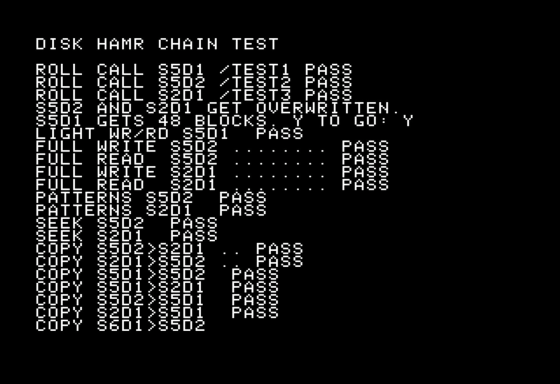 DISK HAMR CHAIN TEST
ROLL CALL S5D1 /TEST1 PASS
ROLL CALL S5D2 /TEST2 PASS
ROLL CALL S2D1 /TEST3 PASS
S5D2 AND S2D1 GET OVERWRITTEN.
S5D1 GETS 48 BLOCKS. Y TO GO: Y
LIGHT WR/RD S5D1  PASS
FULL WRITE S5D2 ........ PASS
FULL READ  S5D2 ........ PASS
FULL WRITE S2D1 ........ PASS
FULL READ  S2D1 ........ PASS
PATTERNS S5D2  PASS
PATTERNS S2D1  PASS
SEEK S5D2  PASS
SEEK S2D1  PASS
COPY S5D2>S2D1 .. PASS
COPY S2D1>S5D2 .. PASS
COPY S5D1>S5D2  PASS
COPY S5D1>S2D1  PASS
COPY S5D2>S5D1  PASS
COPY S2D1>S5D1  PASS
COPY S6D1>S5D2